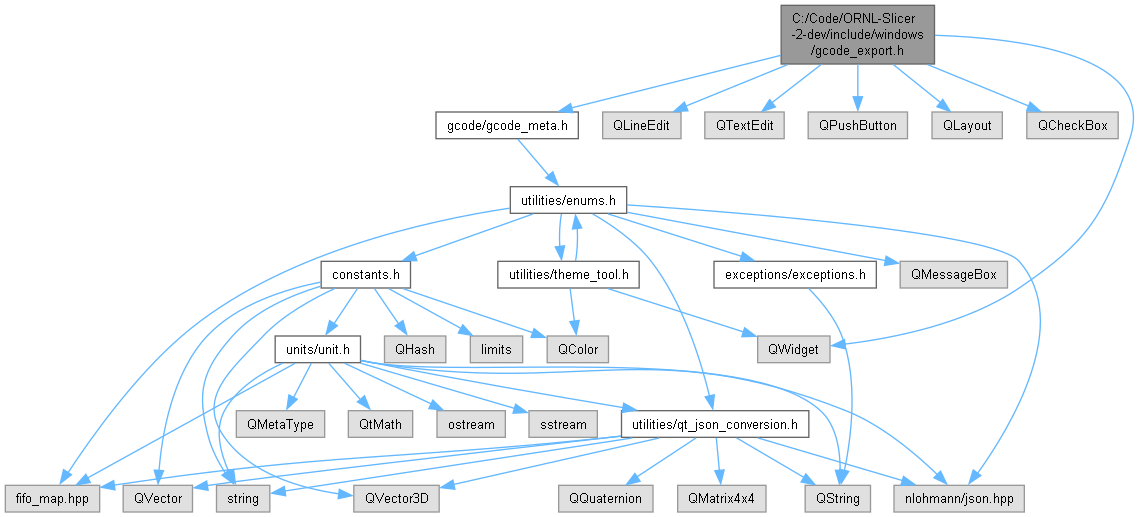 C:/Code/ORNL-Slicer
-2-dev/include/windows
/gcode_export.h
gcode/gcode_meta.h
QLineEdit
QTextEdit
QPushButton
QLayout
QCheckBox
utilities/enums.h
constants.h
utilities/theme_tool.h
exceptions/exceptions.h
QMessageBox
units/unit.h
QHash
limits
QColor
QWidget
QMetaType
QtMath
ostream
sstream
utilities/qt_json_conversion.h
fifo_map.hpp
QVector
string
QVector3D
QQuaternion
QMatrix4x4
QString
nlohmann/json.hpp